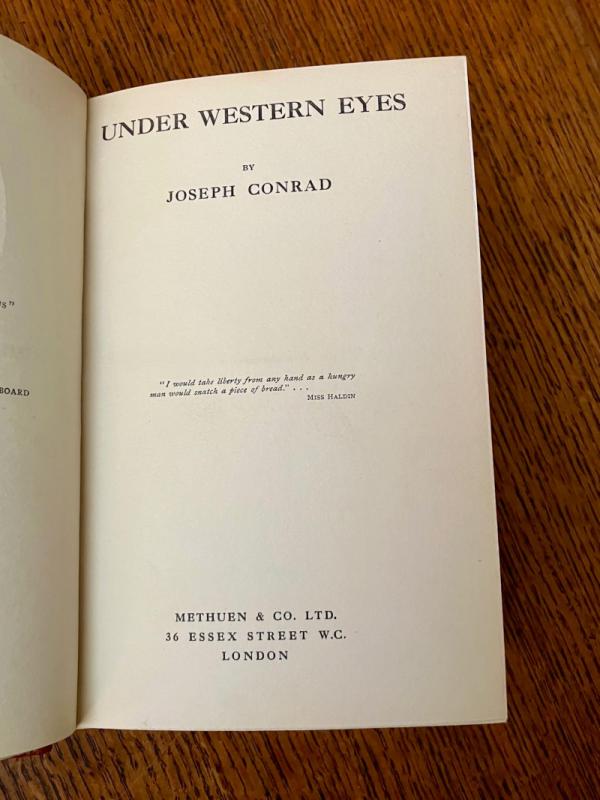 UNDER WESTERN EYES
BY
JOSEPH CONRAD
"I would take liberty from any hand as a hungry
man would snatch a piece of bread." . . .
MISS HALDIN
METHUEN & CO. LTD.
36 ESSEX STREET W.C.
LONDON
BOARD